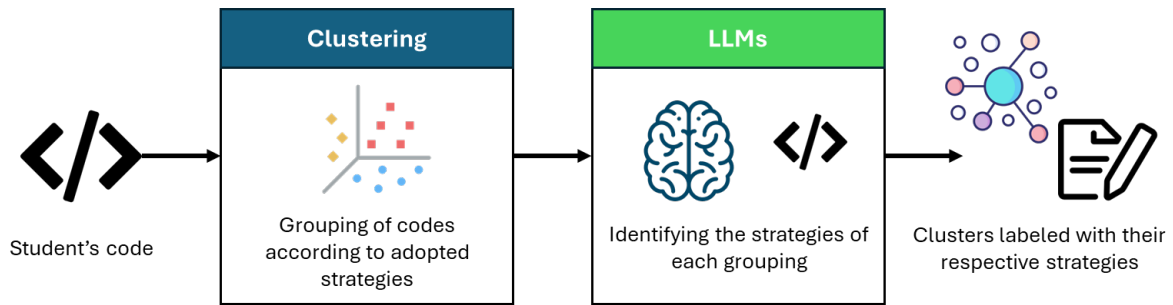 Clustering
LLMs
Student's code
Grouping of codes
according to adopted
strategies
Identifying the strategies of
each grouping
Clusters labeled with their
respective strategies